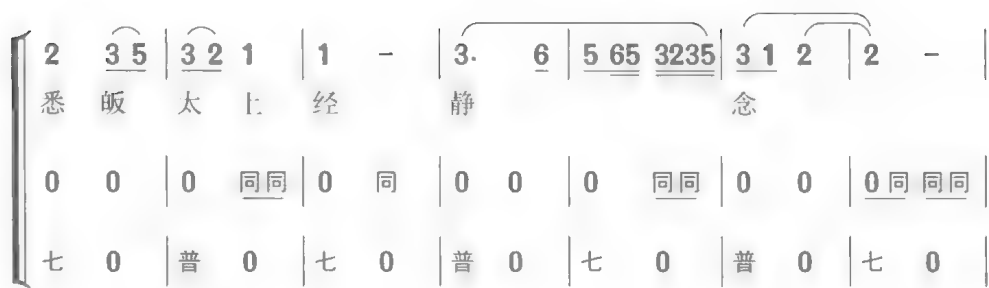 2 3 5 | 3 2 1 | 1 － | 3· 6 | 5 65 3235 | 3 1 2 | 2 － |
悉 皈 太 上 经 静 念
0 0 | 0 同同 | 0 同 | 0 0 | 0 同同 | 0 0 | 0同 同同 |
七 0 | 普 0 | 七 0 | 普 0 | 七 0 | 普 0 | 七 0 |